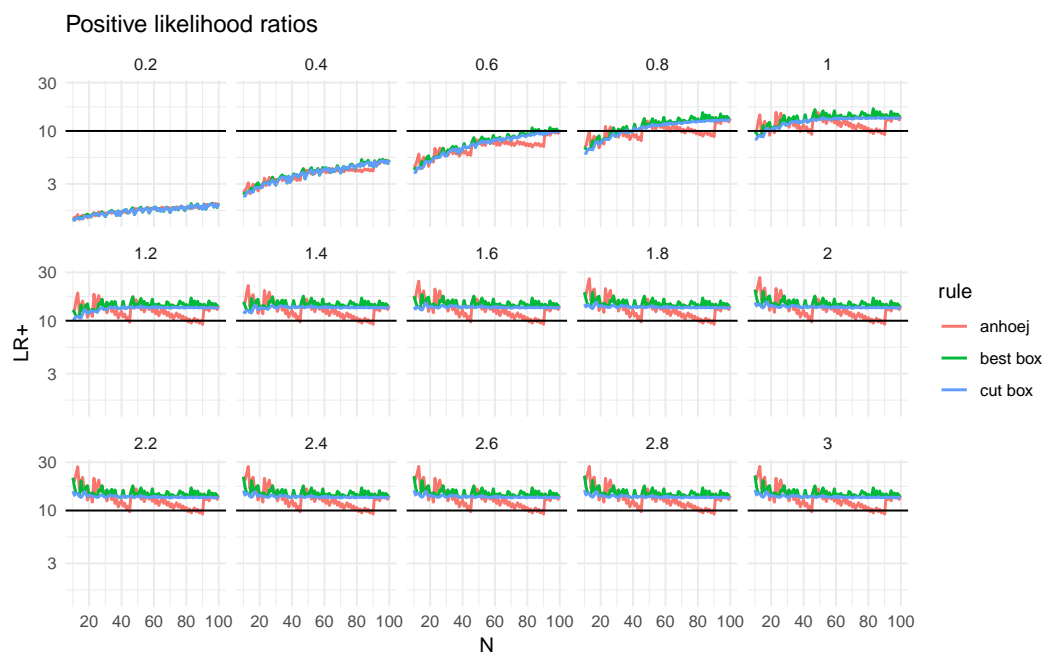 Positive likelihood ratios
0.2 0.4 0.6 0.8 1
30
10
3
1.2 1.4 1.6 1.8 2
30
10
3
2.2 2.4 2.6 2.8 3
30
10
3
20 40 60 80 100 20 40 60 80 100 20 40 60 80 100 20 40 60 80 100 20 40 60 80 100
N
LR+
rule
anhoej
best box
cut box